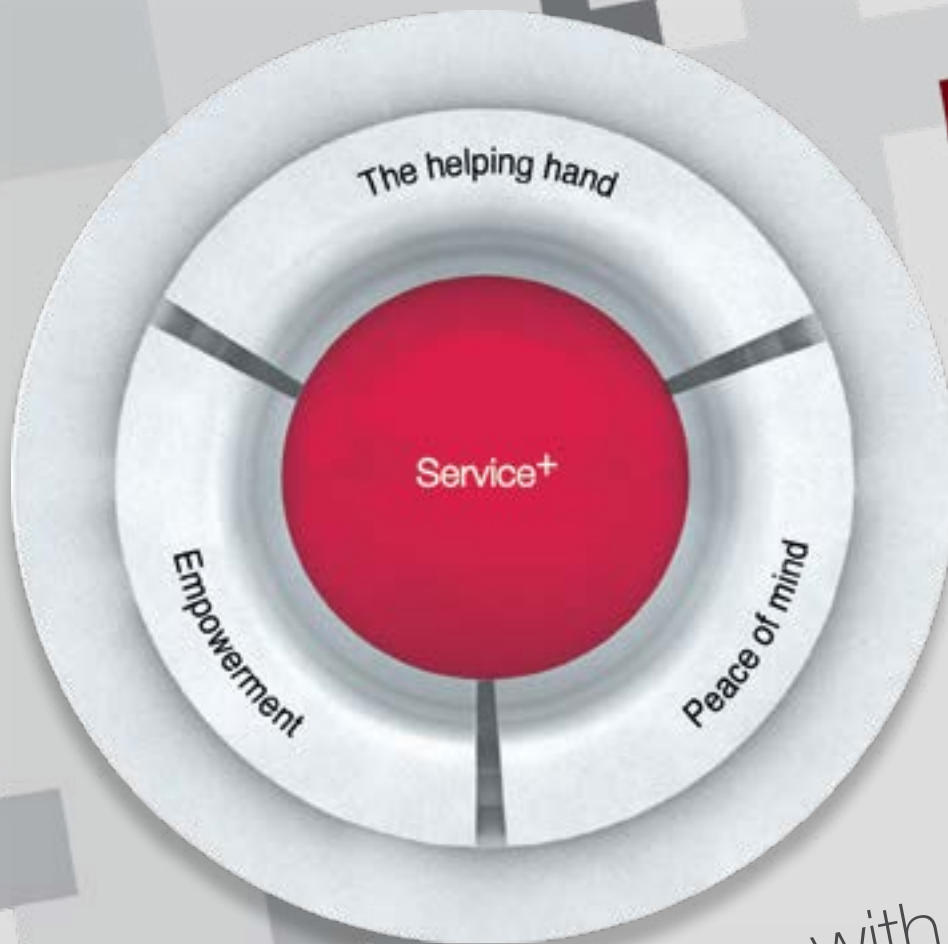 The helping hand
Service⁺
Empowerment
Peace of mind
with